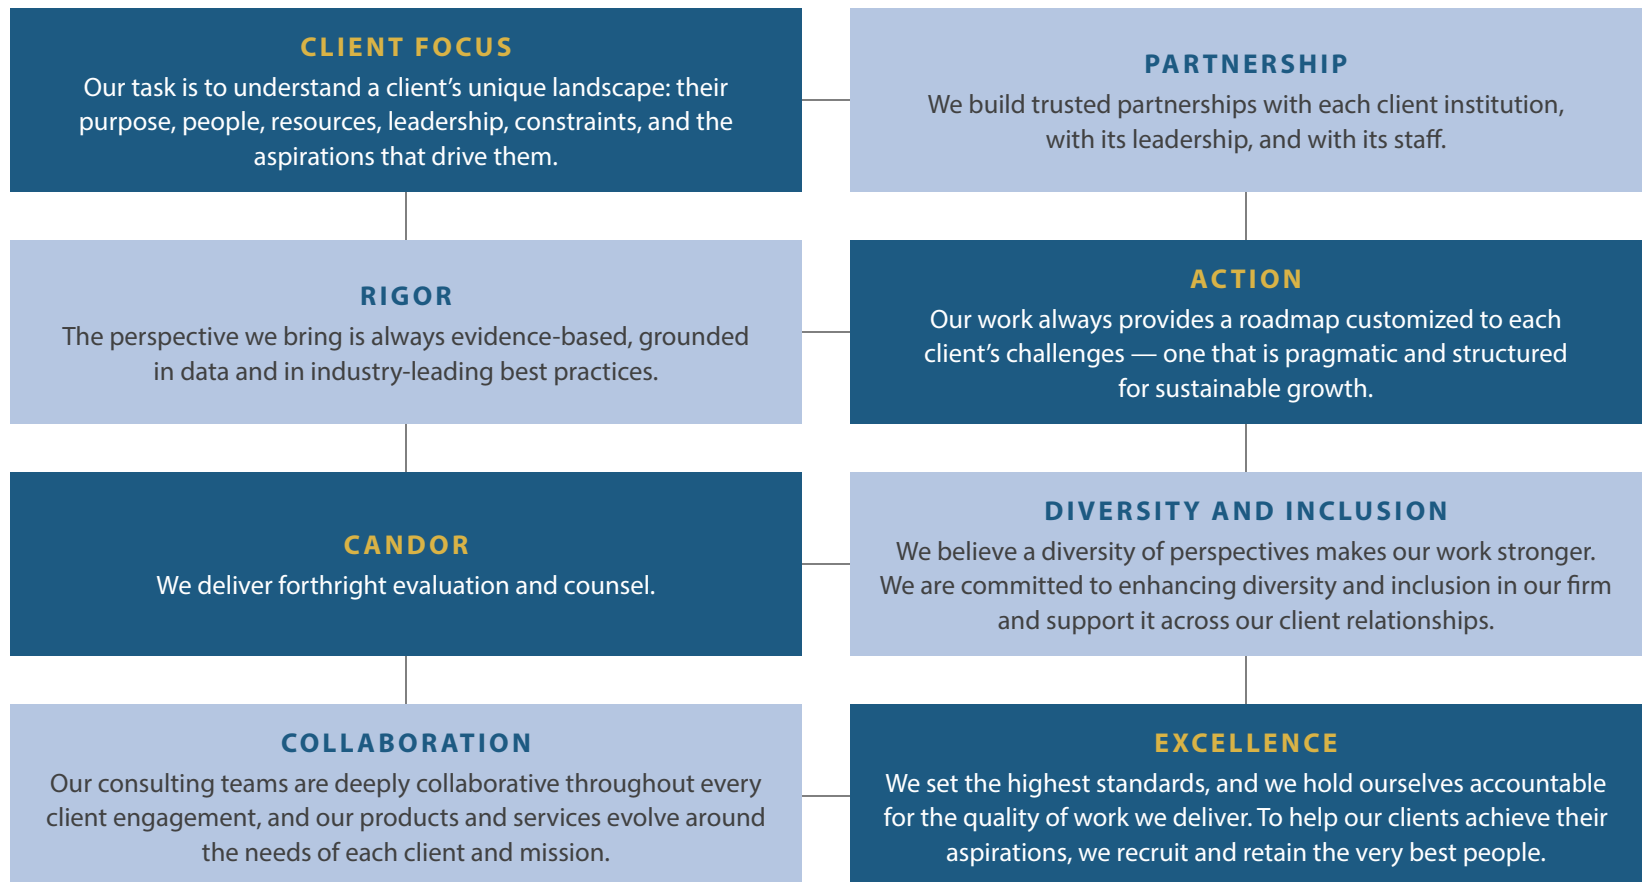 CLIENT FOCUS
Our task is to understand a client’s unique landscape: their
purpose, people, resources, leadership, constraints, and the
aspirations that drive them.
PARTNERSHIP
We build trusted partnerships with each client institution,
with its leadership, and with its staff.
RIGOR
The perspective we bring is always evidence-based, grounded
in data and in industry-leading best practices.
ACTION
Our work always provides a roadmap customized to each
client’s challenges — one that is pragmatic and structured
for sustainable growth.
CANDOR
We deliver forthright evaluation and counsel.
DIVERSITY AND INCLUSION
We believe a diversity of perspectives makes our work stronger.
We are committed to enhancing diversity and inclusion in our firm
and support it across our client relationships.
COLLABORATION
Our consulting teams are deeply collaborative throughout every
client engagement, and our products and services evolve around
the needs of each client and mission.
EXCELLENCE
We set the highest standards, and we hold ourselves accountable
for the quality of work we deliver. To help our clients achieve their
aspirations, we recruit and retain the very best people.